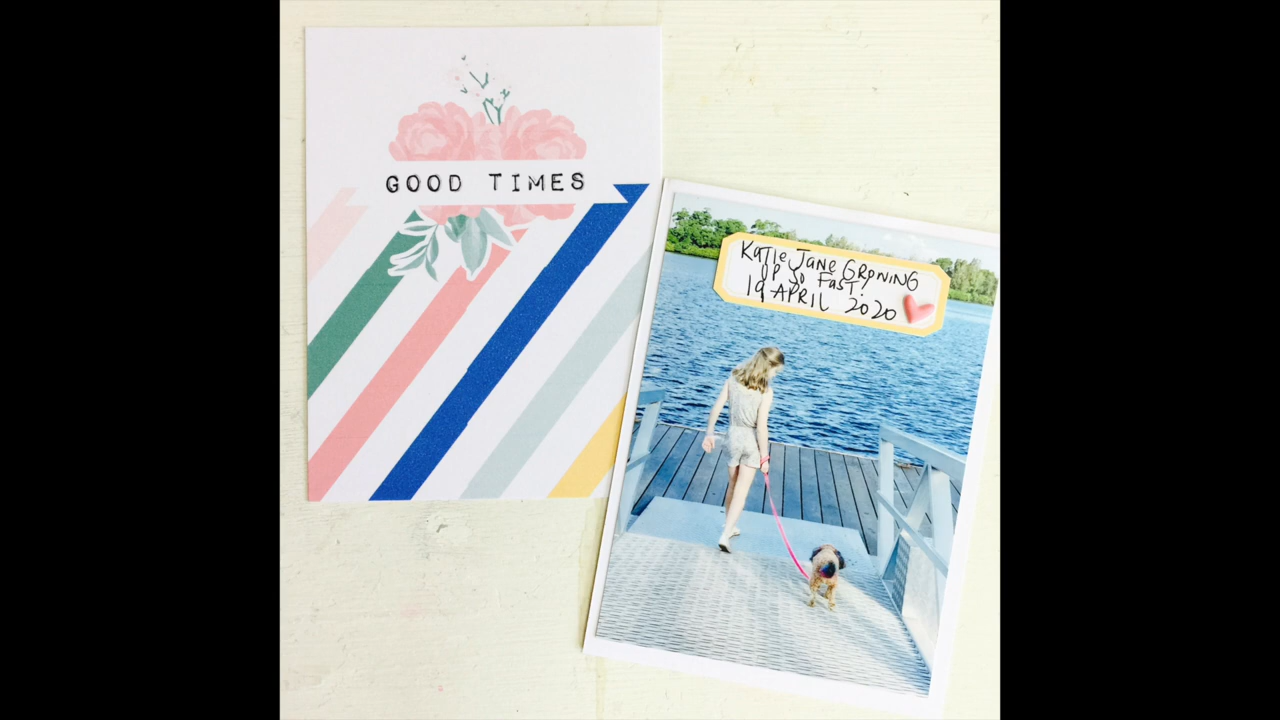 GOOD TIMES
KATIE JANE GROWING
UP SO FAST!
19 APRIL 2020